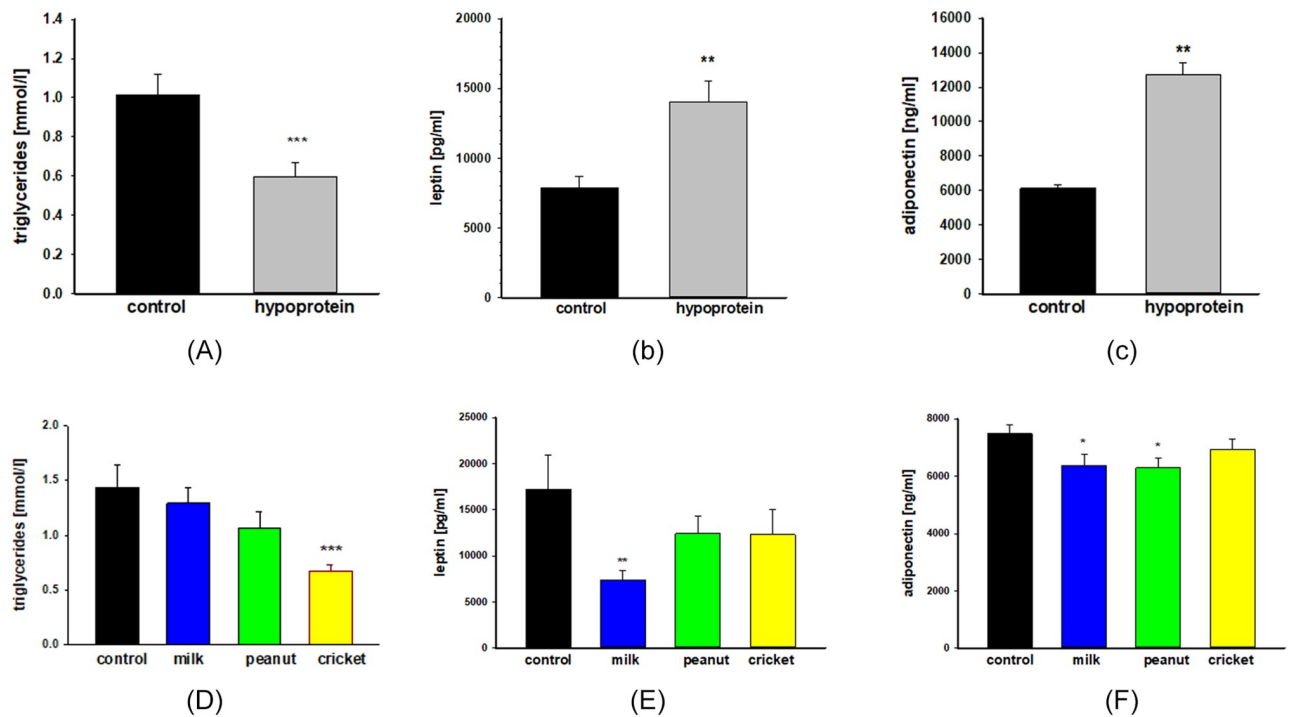 triglycerides [mmol/l]
1.4
1.2
1.0
0.8
0.6
0.4
0.2
0.0
***
control hypoprotein
(A)
leptin [pg/ml]
20000
15000
10000
5000
0
**
control hypoprotein
(b)
adiponectin [ng/ml]
16000
14000
12000
10000
8000
6000
4000
2000
0
**
control hypoprotein
(c)
triglycerides [mmol/l]
2.0
1.5
1.0
0.5
0.0
***
control milk peanut cricket
(D)
leptin [pg/ml]
25000
20000
15000
10000
5000
0
**
control milk peanut cricket
(E)
adiponectin [ng/ml]
8000
6000
4000
2000
0
* *
control milk peanut cricket
(F)